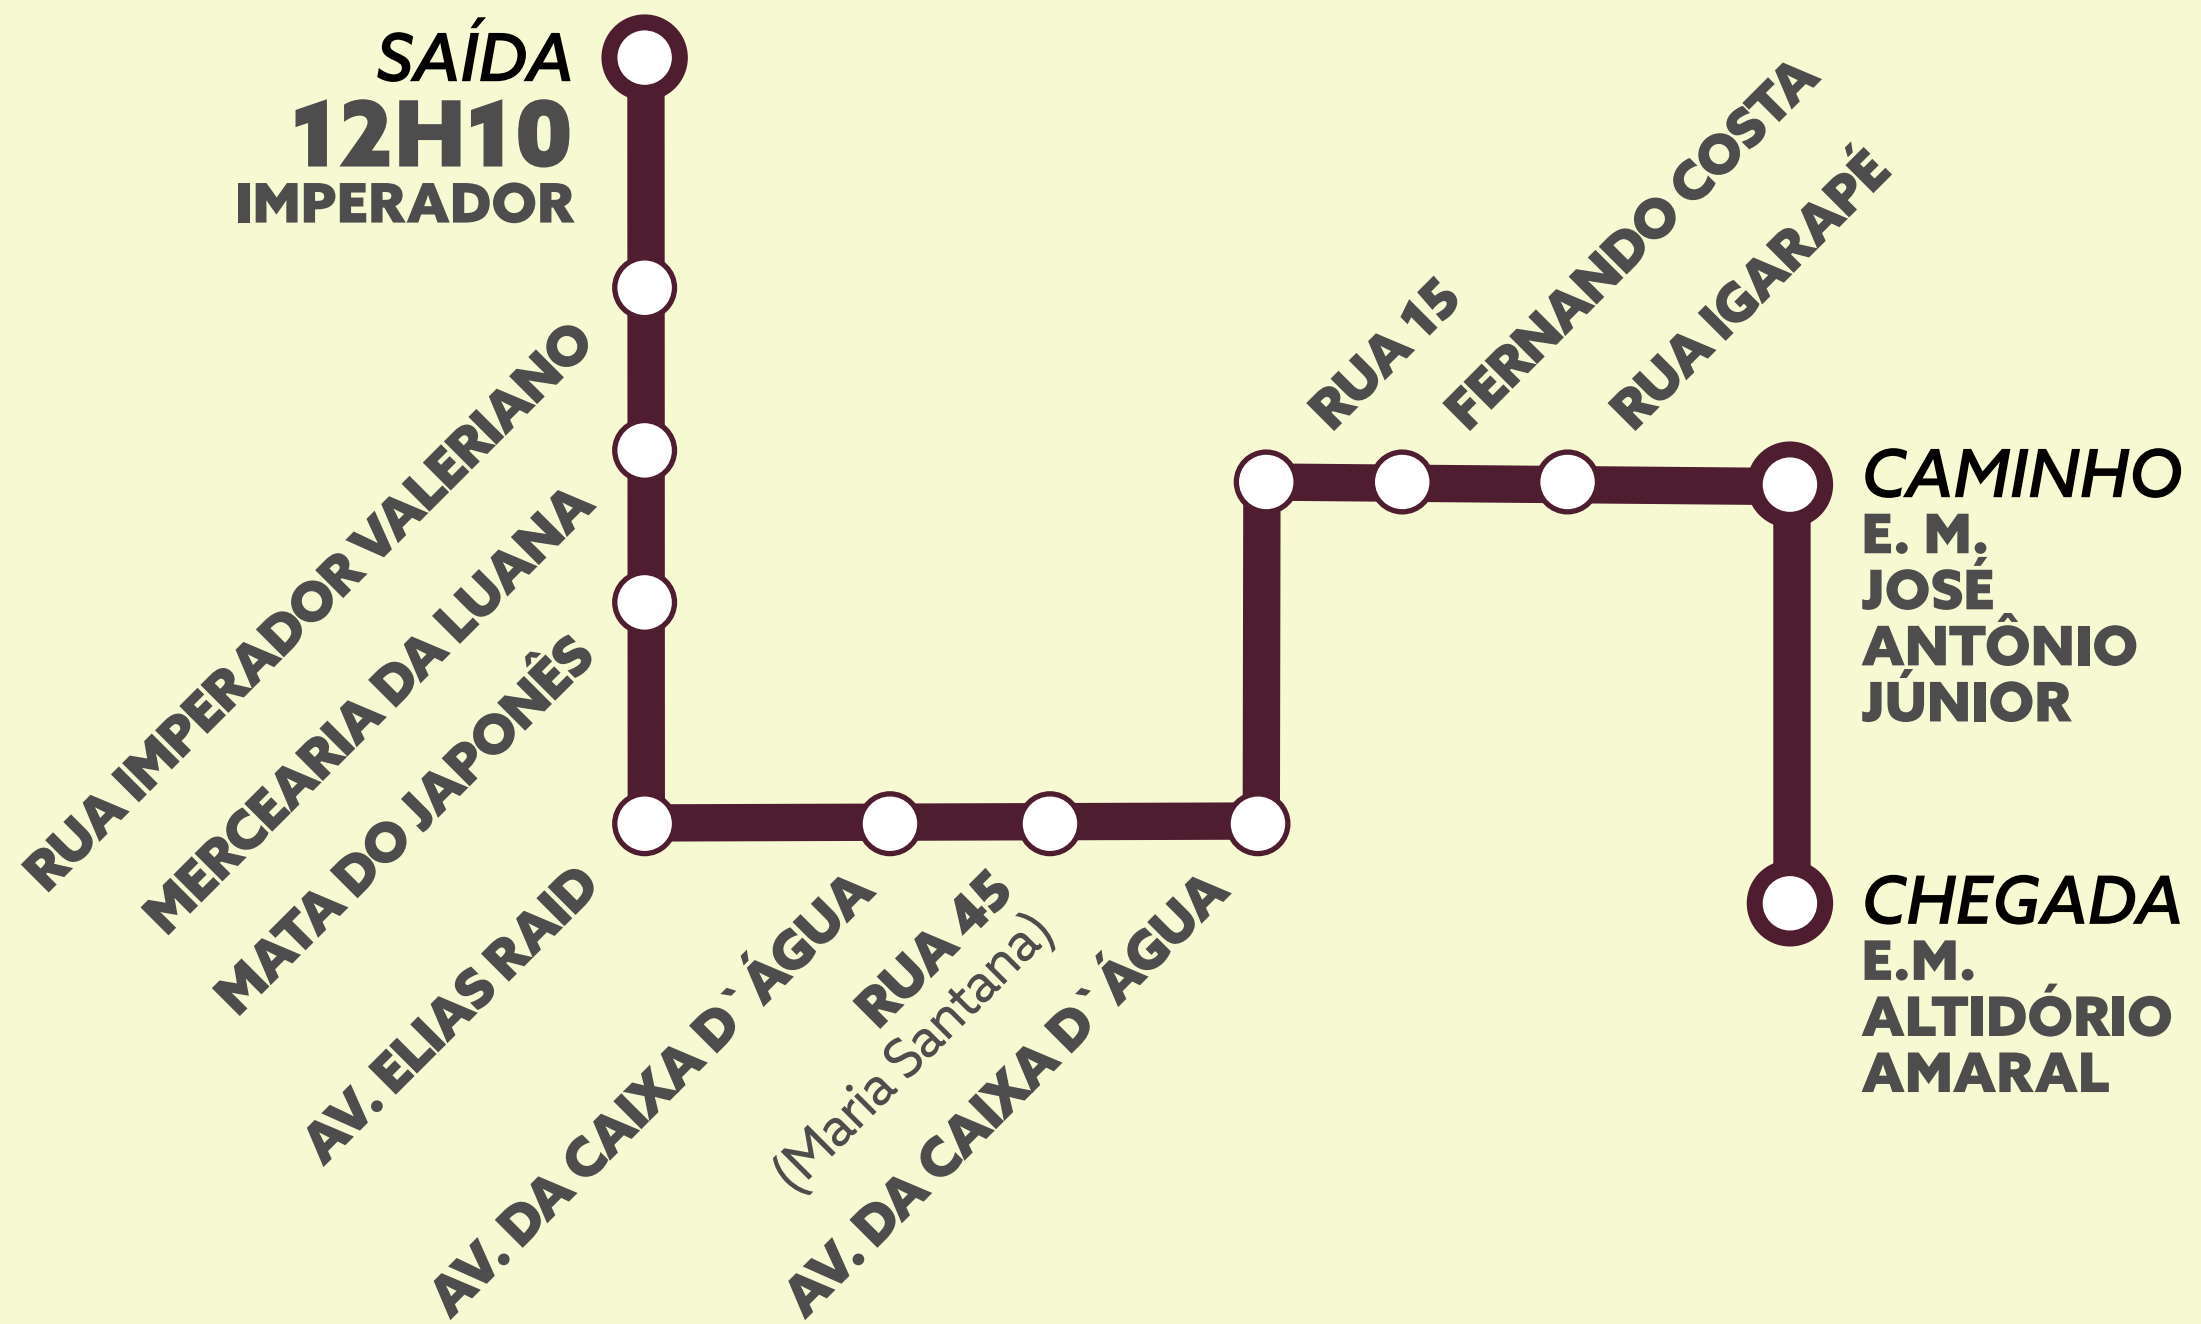 SAÍDA
12H10
IMPERADOR
RUA IMPERADOR VALERIANO
MERCEARIA DA LUANA
MATA DO JAPONÊS
AV. ELIAS RAID
AV. DA CAIXA D`ÁGUA
RUA 45
(Maria Santana)
AV. DA CAIXA D`ÁGUA
RUA 15
FERNANDO COSTA
RUA IGARAPÉ
CAMINHO
E. M.
JOSÉ
ANTÔNIO
JÚNIOR
CHEGADA
E.M.
ALTIDÓRIO
AMARAL